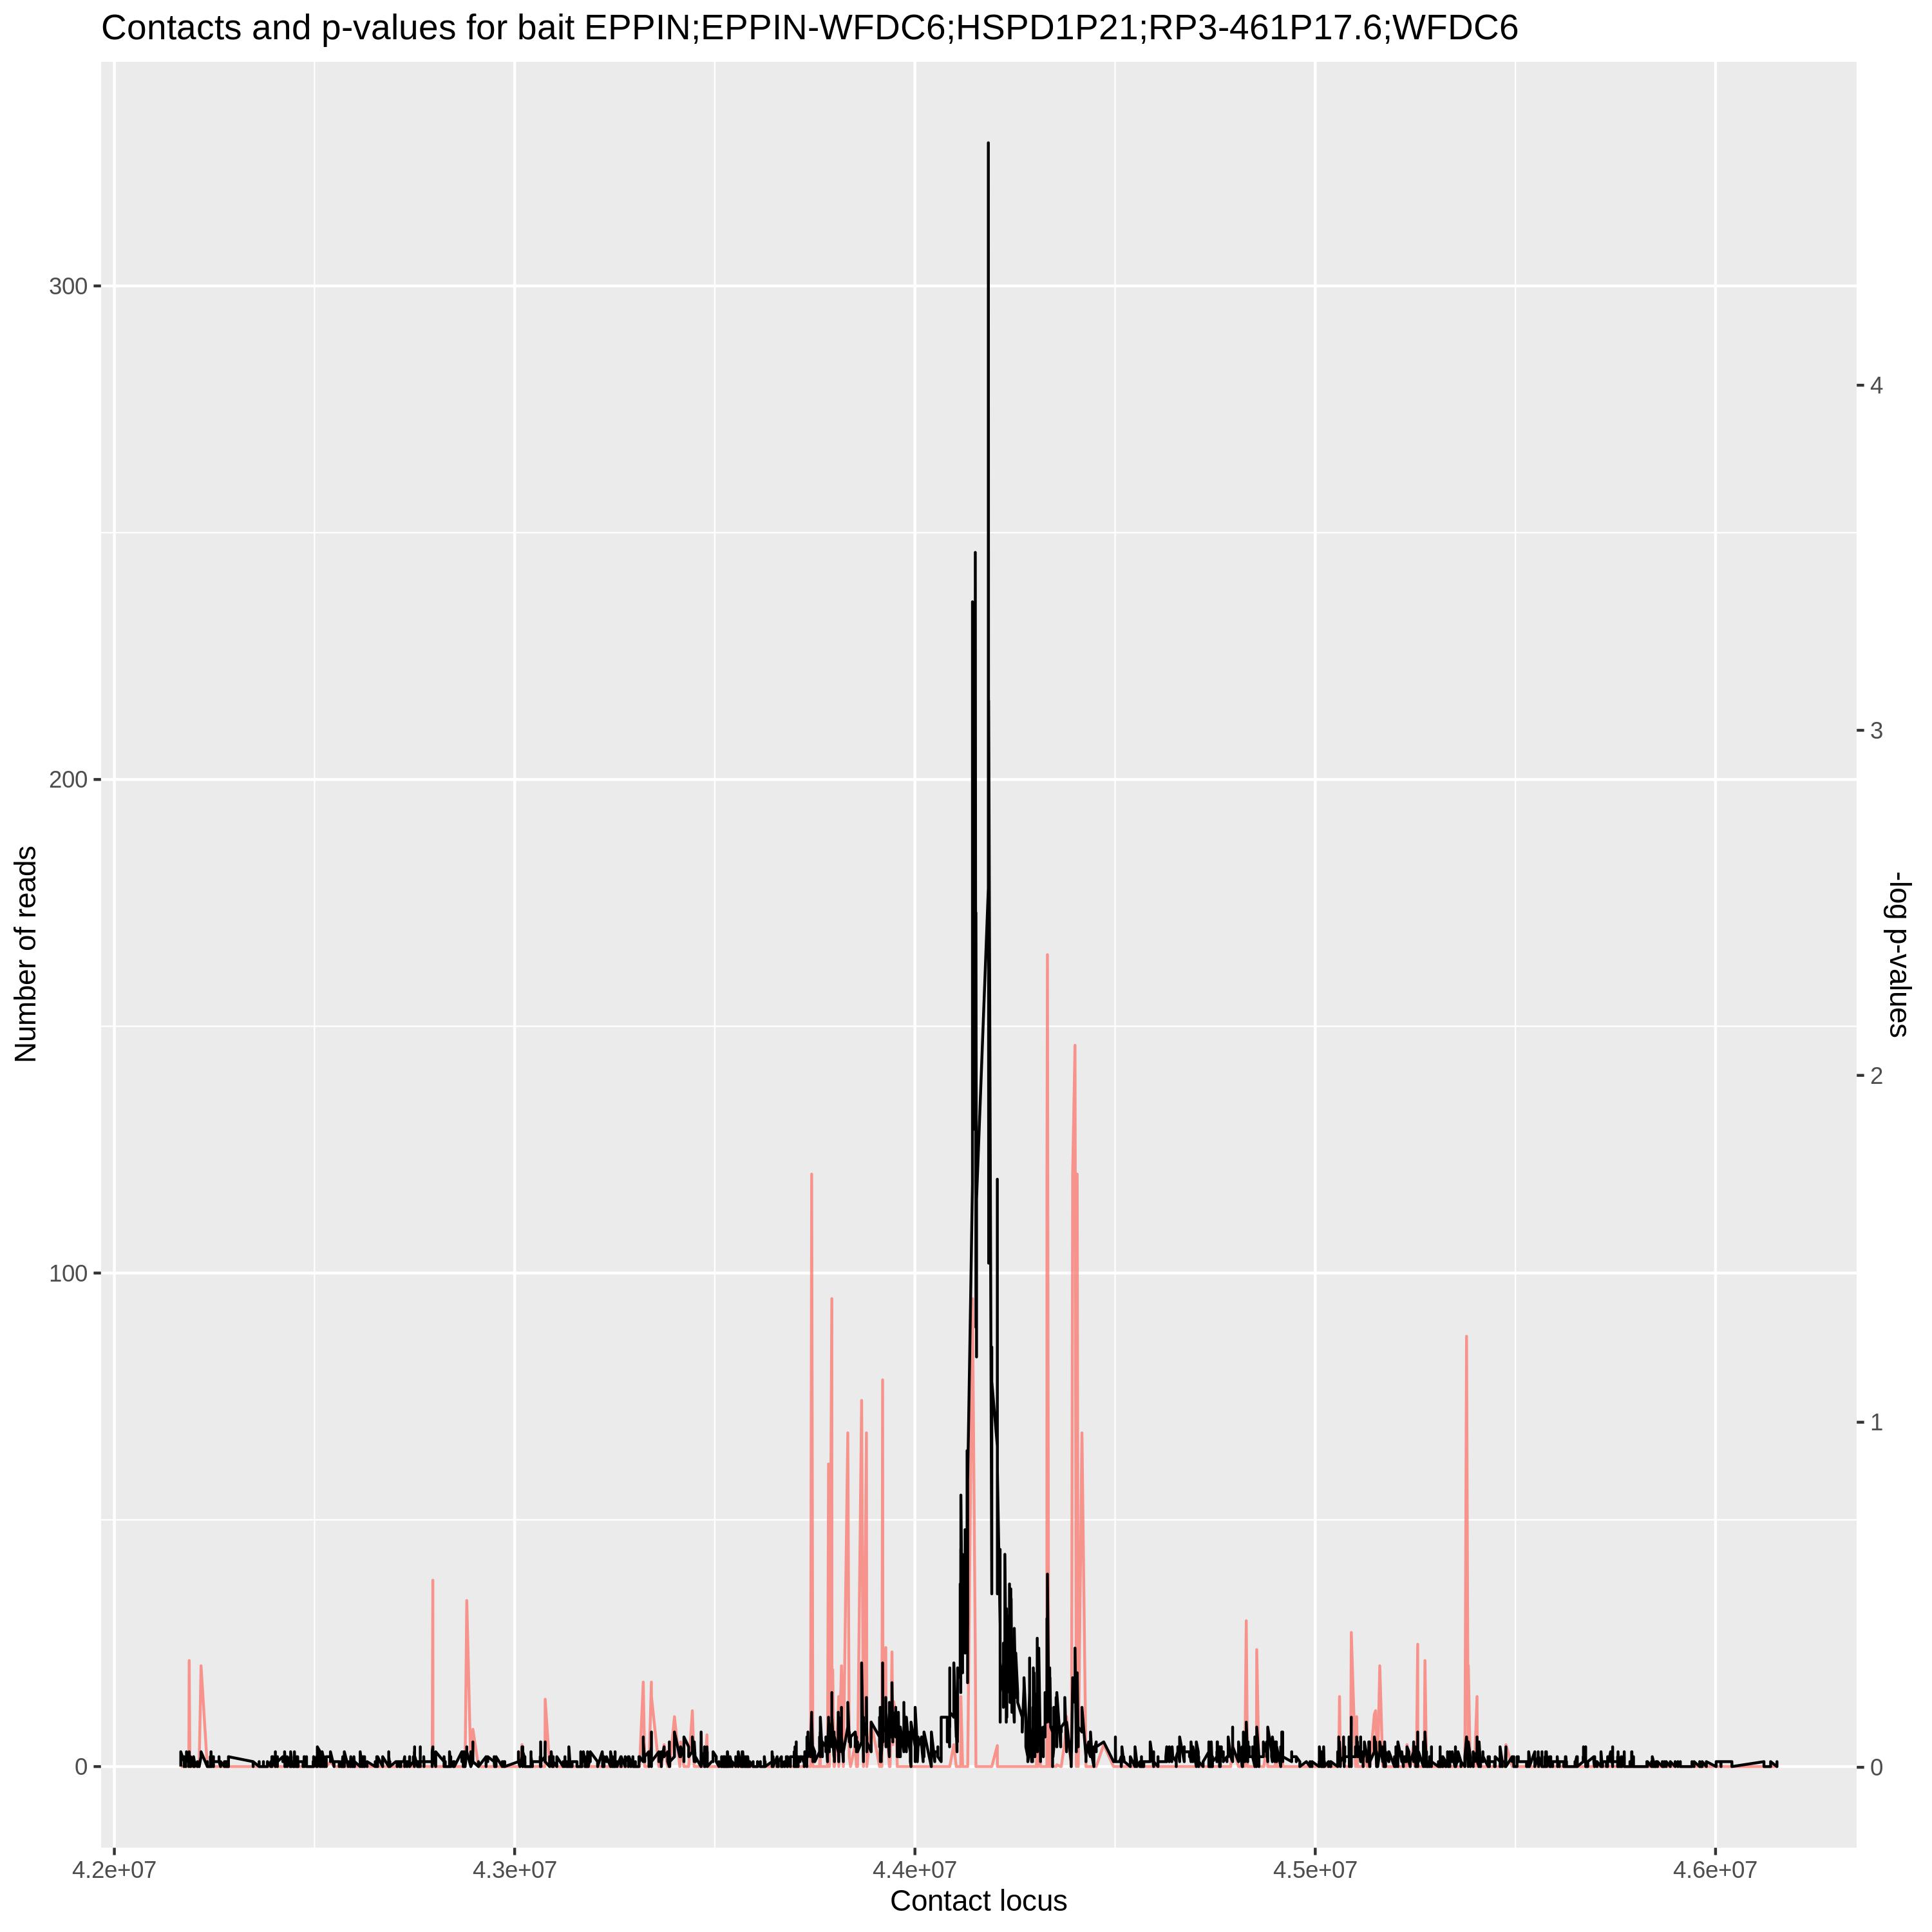 Contacts and p-values for bait EPPIN;EPPIN-WFDC6;HSPD1P21;RP3-461P17.6;WFDC6
300
200
100
0
Number of reads
4
3
2
1
0
-log p-values
4.2e+07
4.3e+07
4.4e+07
4.5e+07
4.6e+07
Contact locus